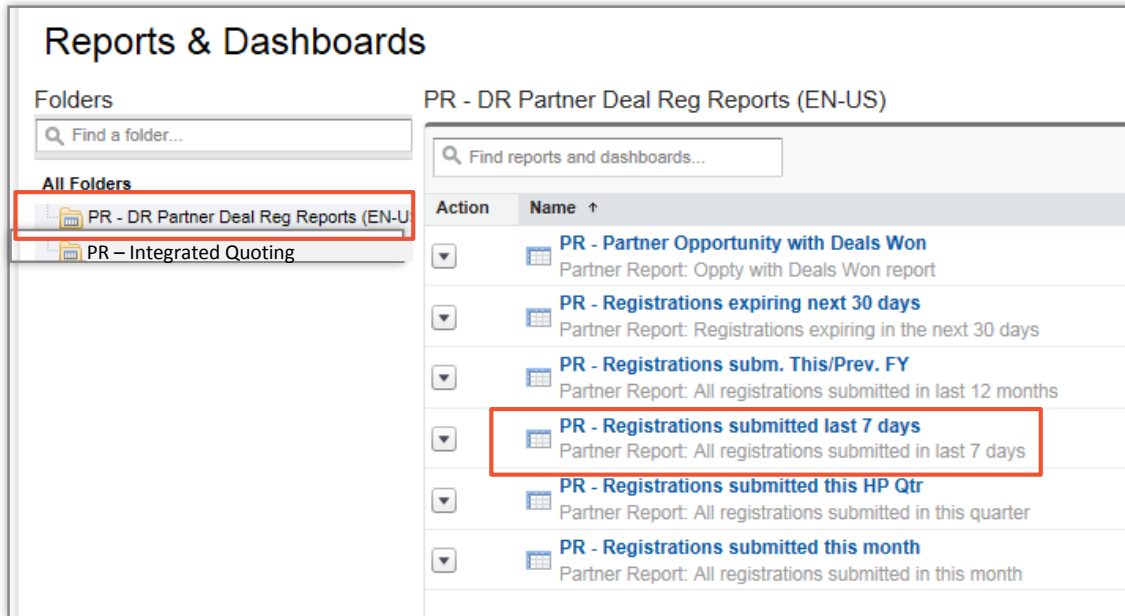 Reports & Dashboards
Folders
Find a folder...
All Folders
PR - DR Partner Deal Reg Reports (EN-U
PR – Integrated Quoting
PR - DR Partner Deal Reg Reports (EN-US)
Find reports and dashboards...
Action Name ↑
PR - Partner Opportunity with Deals Won
Partner Report: Oppty with Deals Won report
PR - Registrations expiring next 30 days
Partner Report: Registrations expiring in the next 30 days
PR - Registrations subm. This/Prev. FY
Partner Report: All registrations submitted in last 12 months
PR - Registrations submitted last 7 days
Partner Report: All registrations submitted in last 7 days
PR - Registrations submitted this HP Qtr
Partner Report: All registrations submitted in this quarter
PR - Registrations submitted this month
Partner Report: All registrations submitted in this month